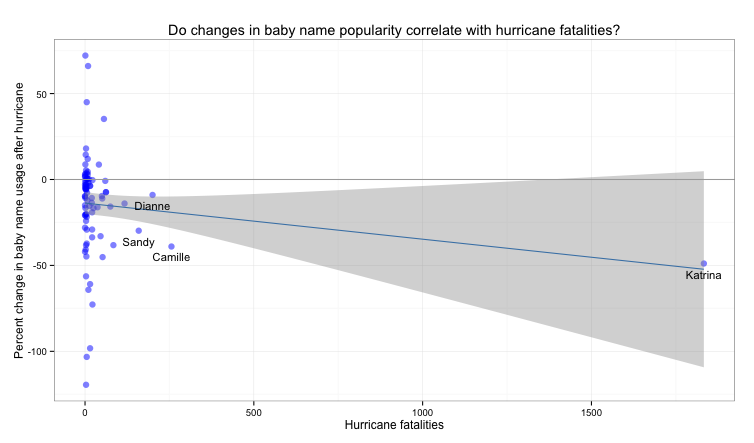 Do changes in baby name popularity correlate with hurricane fatalities?
Percent change in baby name usage after hurricane
50
0
-50
-100
Dianne
Sandy
Camille
Katrina
0
500
1000
1500
Hurricane fatalities